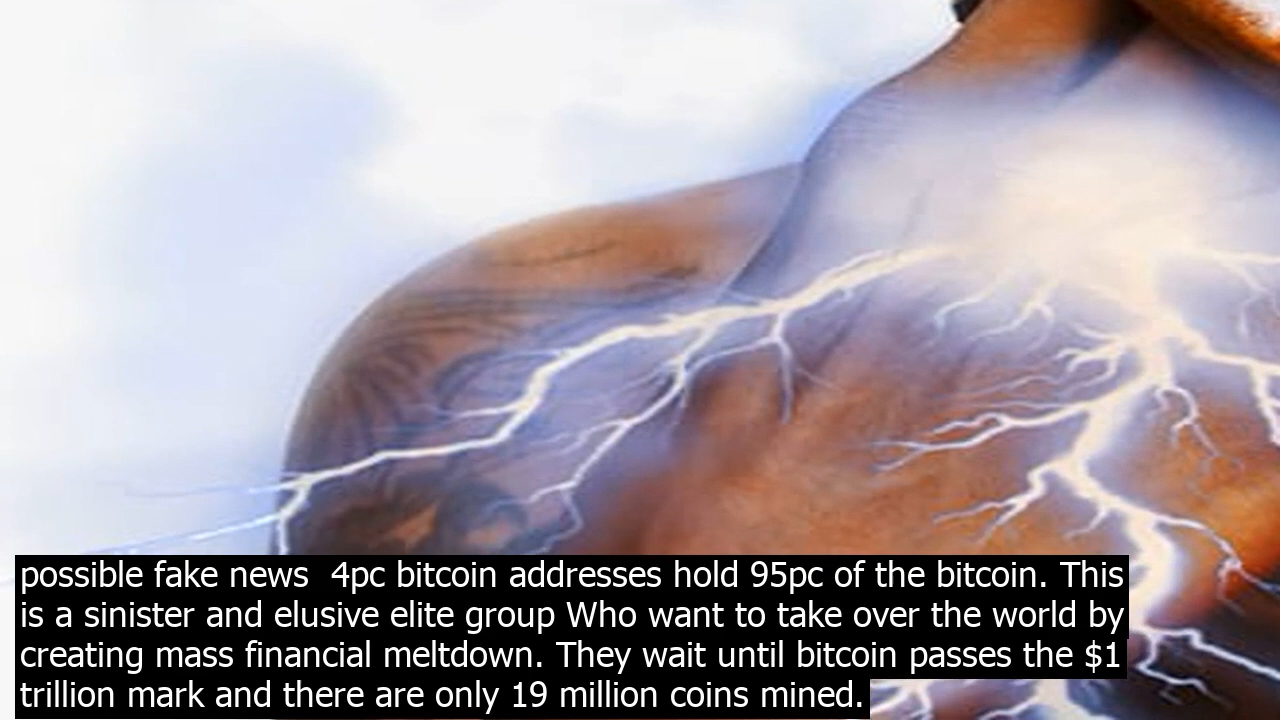 possible fake news  4pc bitcoin addresses hold 95pc of the bitcoin. This
is a sinister and elusive elite group Who want to take over the world by
creating mass financial meltdown. They wait until bitcoin passes the $1
trillion mark and there are only 19 million coins mined.